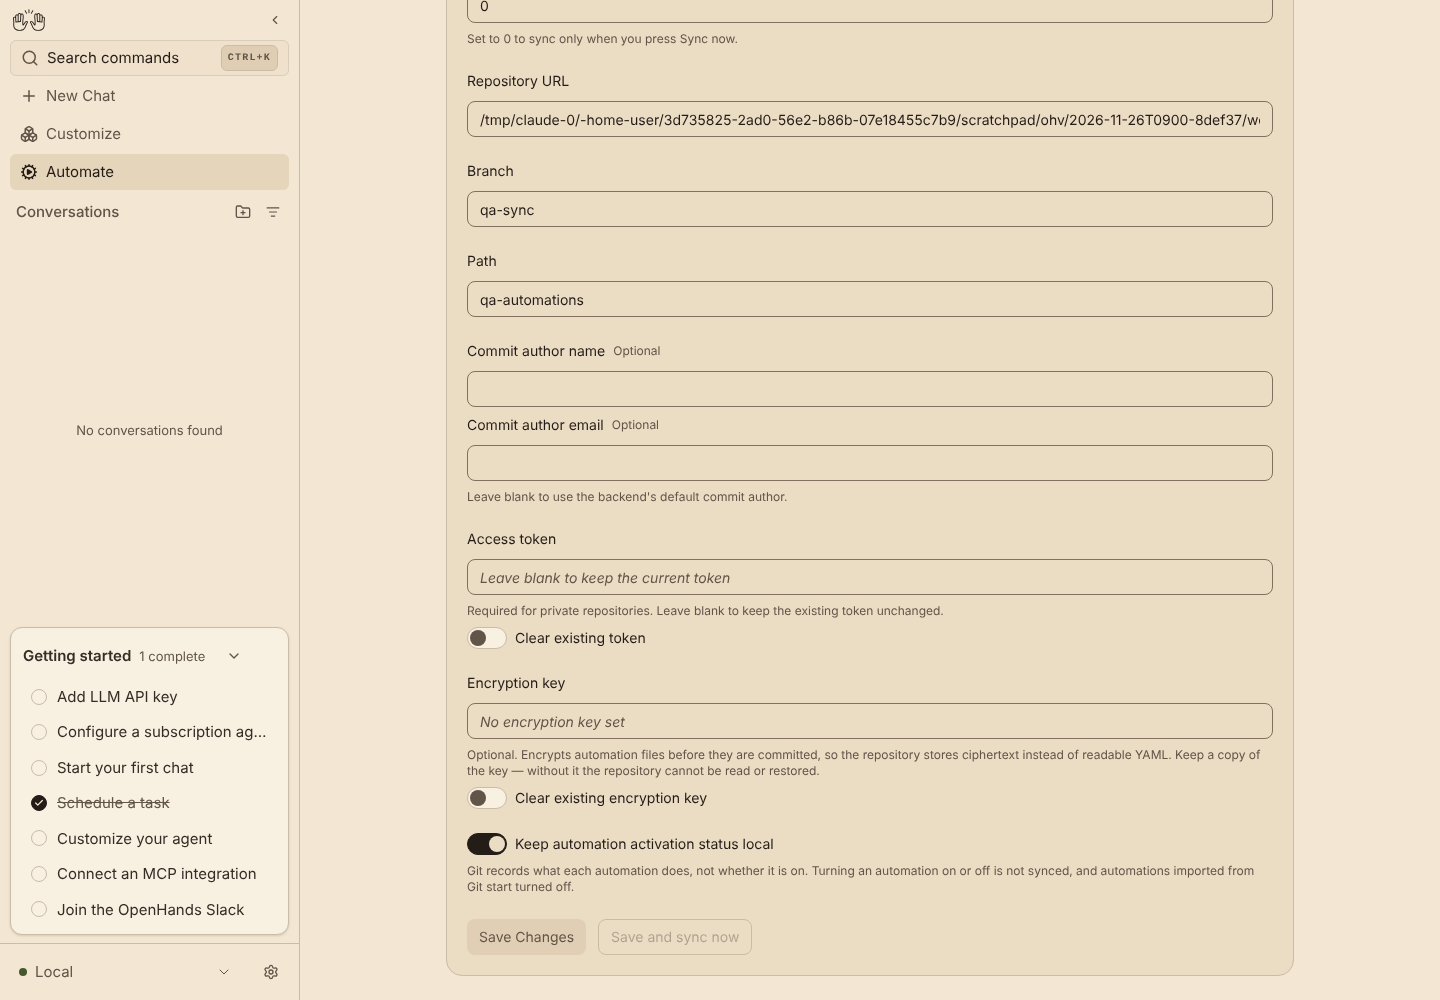 Search commands
CTRL+K
New Chat
Customize
Automate
Conversations
No conversations found
Getting started 1 complete
Add LLM API key
Configure a subscription ag...
Start your first chat
Schedule a task
Customize your agent
Connect an MCP integration
Join the OpenHands Slack
Local
0
Set to 0 to sync only when you press Sync now.
Repository URL
/tmp/claude-0/-home-user/3d735825-2ad0-56e2-b86b-07e18455c7b9/scratchpad/ohv/2026-11-26T0900-8def37/w
Branch
qa-sync
Path
qa-automations
Commit author name Optional
Commit author email Optional
Leave blank to use the backend's default commit author.
Access token
Leave blank to keep the current token
Required for private repositories. Leave blank to keep the existing token unchanged.
Clear existing token
Encryption key
No encryption key set
Optional. Encrypts automation files before they are committed, so the repository stores ciphertext instead of readable YAML. Keep a copy of
the key — without it the repository cannot be read or restored.
Clear existing encryption key
Keep automation activation status local
Git records what each automation does, not whether it is on. Turning an automation on or off is not synced, and automations imported from
Git start turned off.
Save Changes
Save and sync now